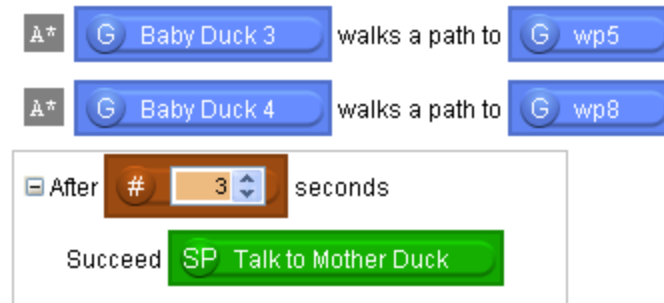 A* G Baby Duck 3 walks a path to G wp5
A* G Baby Duck 4 walks a path to G wp8
After # 3 seconds
Succeed SP Talk to Mother Duck